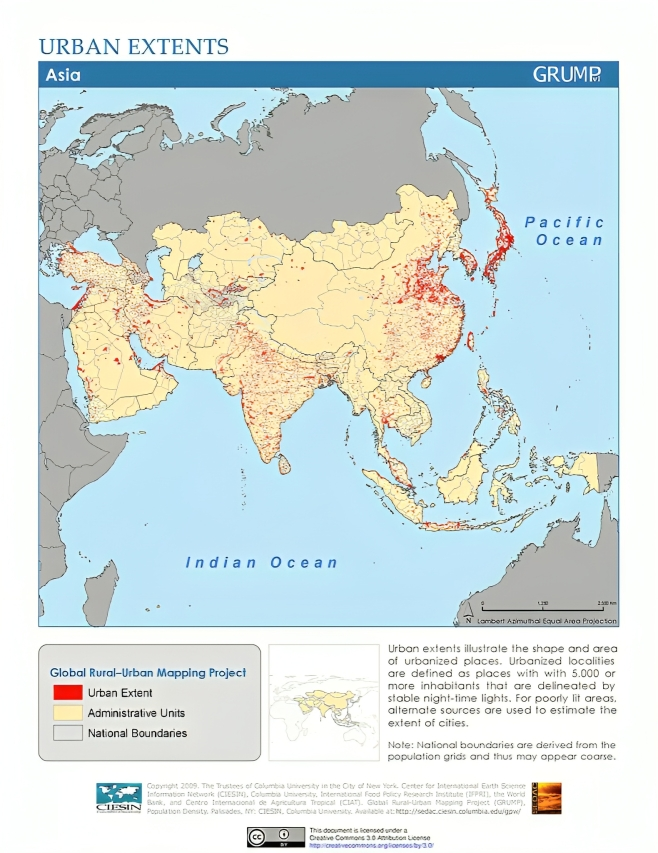 URBAN EXTENTS
Asia
GRUMPv1
Pacific
Ocean
Indian Ocean
0 1,250 2,500 km
N Lambert Azimuthal Equal Area Projection
Global Rural–Urban Mapping Project
Urban Extent
Administrative Units
National Boundaries
Urban extents illustrate the shape and area
of urbanized places. Urbanized localities
are defined as places with with 5,000 or
more inhabitants that are delineated by
stable night-time lights. For poorly lit areas,
alternate sources are used to estimate the
extent of cities.
Note: National boundaries are derived from the
population grids and thus may appear coarse.
CIESIN
Copyright 2009. The Trustees of Columbia University in the City of New York. Center for International Earth Science
Information Network (CIESIN), Columbia University, International Food Policy Research Institute (IFPRI), the World
Bank, and Centro Internacional de Agricultura Tropical (CIAT). Global Rural-Urban Mapping Project (GRUMP),
Population Density. Palisades, NY: CIESIN, Columbia University. Available at: http://sedac.ciesin.columbia.edu/gpw/
SEDAC
cc BY
This document is licensed under a
Creative Commons 3.0 Attribution License
http://creativecommons.org/licenses/by/3.0/